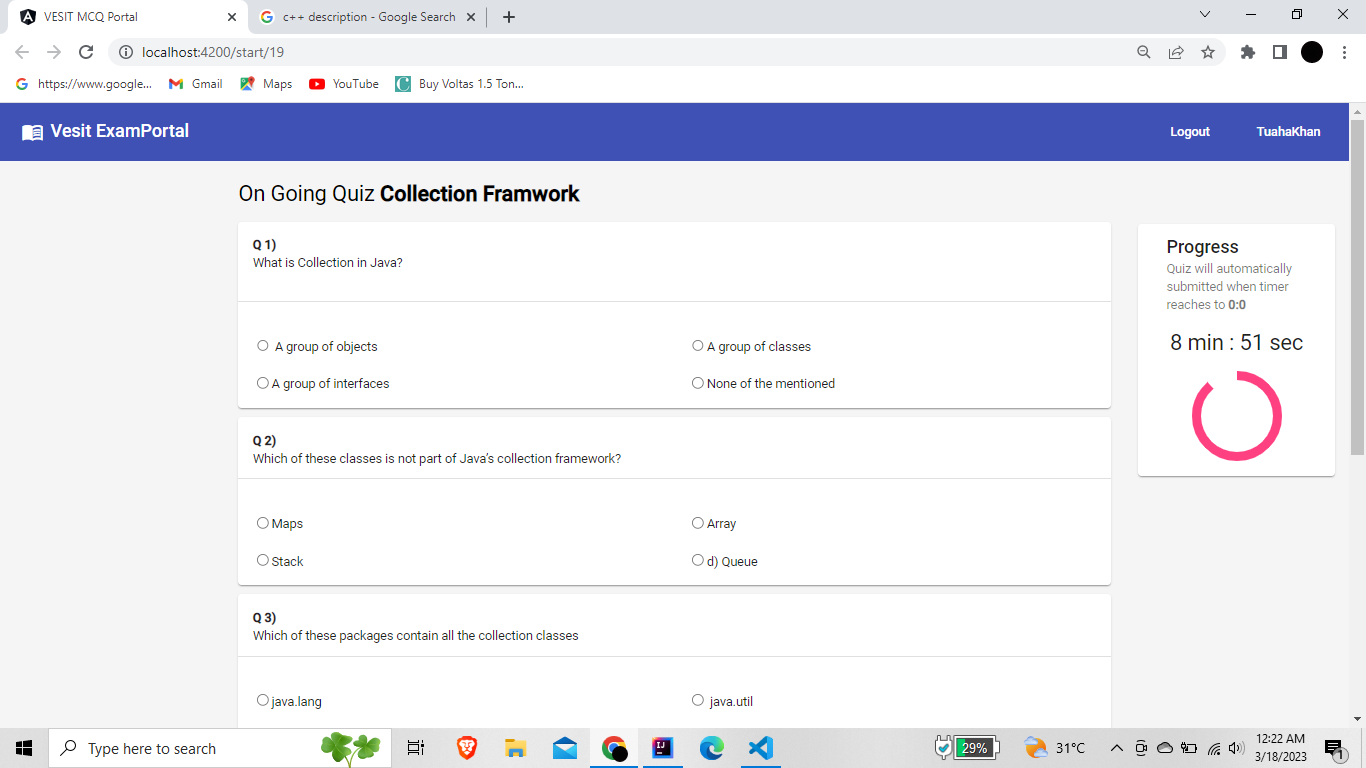 VESIT MCQ Portal
c++ description - Google Search
localhost:4200/start/19
https://www.google...
Gmail
Maps
YouTube
Buy Voltas 1.5 Ton...
Vesit ExamPortal
Logout
TuahaKhan
On Going Quiz Collection Framwork
Q 1)
What is Collection in Java?
A group of objects
A group of classes
A group of interfaces
None of the mentioned
Progress
Quiz will automatically
submitted when timer
reaches to 0:0
8 min : 51 sec
Q 2)
Which of these classes is not part of Java's collection framework?
Maps
Array
Stack
d) Queue
Q 3)
Which of these packages contain all the collection classes
java.lang
java.util
Type here to search
29%
31°C
12:22 AM
3/18/2023
1